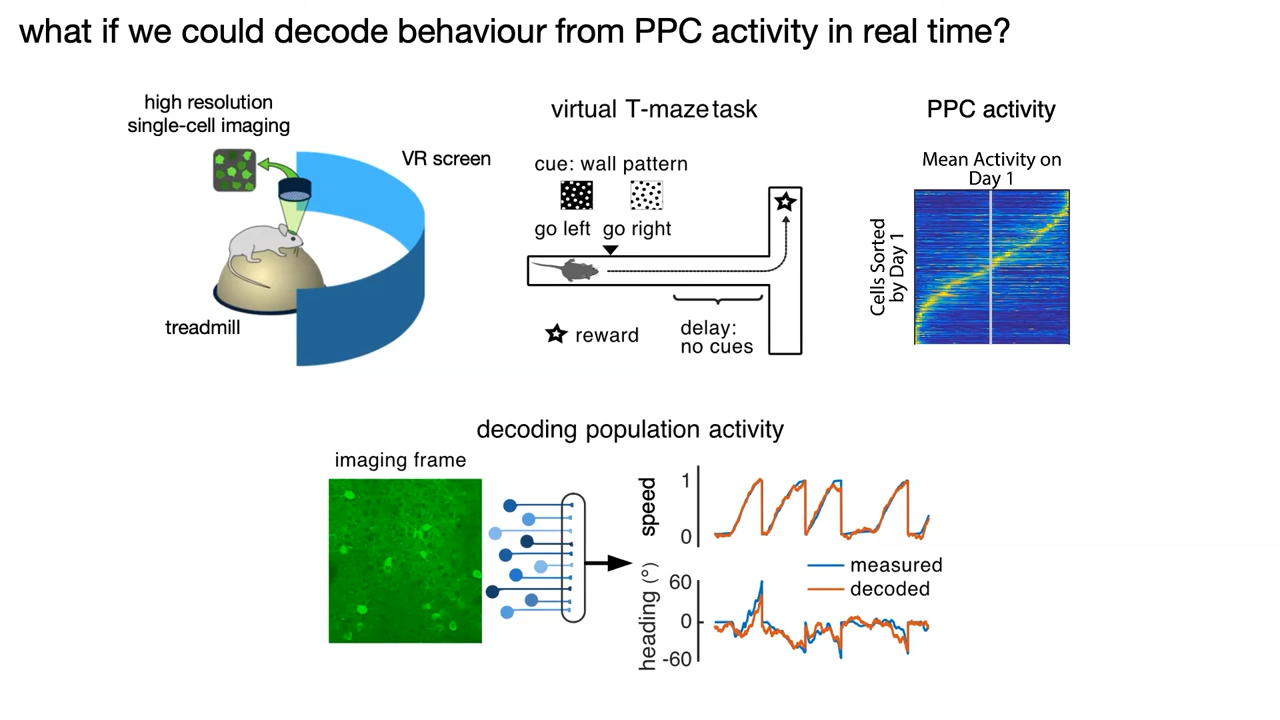 what if we could decode behaviour from PPC activity in real time?
high resolution
single-cell imaging
VR screen
treadmill
virtual T-maze task
cue: wall pattern
go left go right
reward
delay:
no cues
PPC activity
Mean Activity on
Day 1
Cells Sorted
by Day 1
decoding population activity
imaging frame
speed
1
0
measured
decoded
heading (°)
60
0
-60